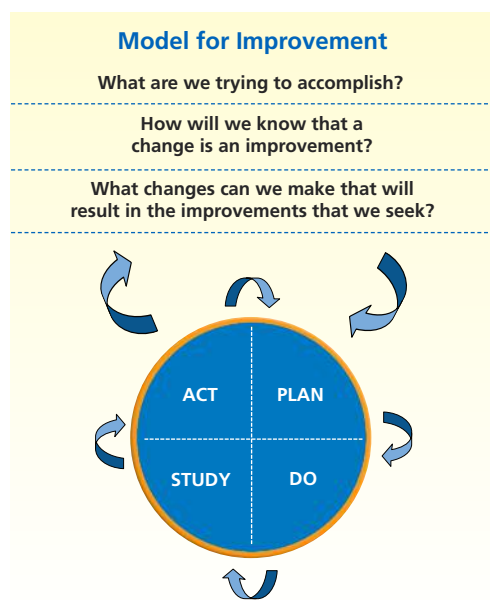 Model for Improvement
What are we trying to accomplish?
How will we know that a
change is an improvement?
What changes can we make that will
result in the improvements that we seek?
ACT
PLAN
STUDY
DO